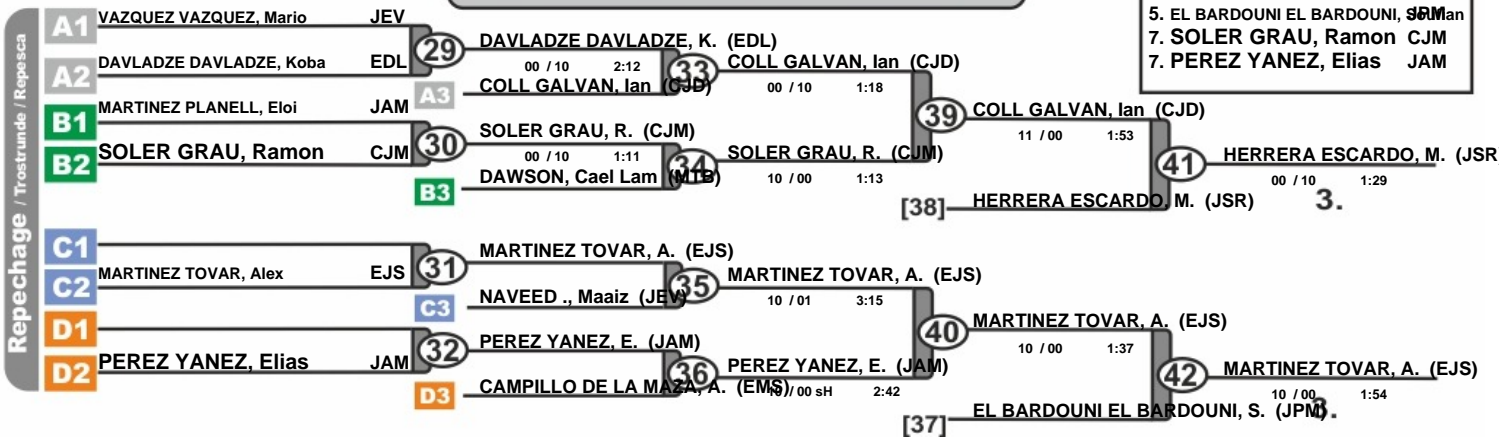 5. EL BARDOUNI EL BARDOUNI, Soufian JPM
7. SOLER GRAU, Ramon CJM
7. PEREZ YANEZ, Elias JAM
Repechage / Trostrunde / Repesca
A1 VAZQUEZ VAZQUEZ, Mario JEV
A2 DAVLADZE DAVLADZE, Koba EDL
29 DAVLADZE DAVLADZE, K. (EDL)
00 / 10 2:12
A3 COLL GALVAN, Ian (CJD)
33 COLL GALVAN, Ian (CJD)
00 / 10 1:18
B1 MARTINEZ PLANELL, Eloi JAM
B2 SOLER GRAU, Ramon CJM
30 SOLER GRAU, R. (CJM)
00 / 10 1:11
B3 DAWSON, Cael Lam (MTB)
34 SOLER GRAU, R. (CJM)
10 / 00 1:13
39 COLL GALVAN, Ian (CJD)
11 / 00 1:53
[38] HERRERA ESCARDO, M. (JSR)
41 HERRERA ESCARDO, M. (JSR
00 / 10 1:29
3.
C1
C2 MARTINEZ TOVAR, Alex EJS
31 MARTINEZ TOVAR, A. (EJS)
C3 NAVEED ., Maaiz (JEV)
35 MARTINEZ TOVAR, A. (EJS)
10 / 01 3:15
D1
D2 PEREZ YANEZ, Elias JAM
32 PEREZ YANEZ, E. (JAM)
D3 CAMPILLO DE LA MAZA, A. (EMS)
36 PEREZ YANEZ, E. (JAM)
10 / 00 sH 2:42
40 MARTINEZ TOVAR, A. (EJS)
10 / 00 1:37
[37] EL BARDOUNI EL BARDOUNI, S. (JPM)
42 MARTINEZ TOVAR, A. (EJS)
10 / 00 1:54
3.